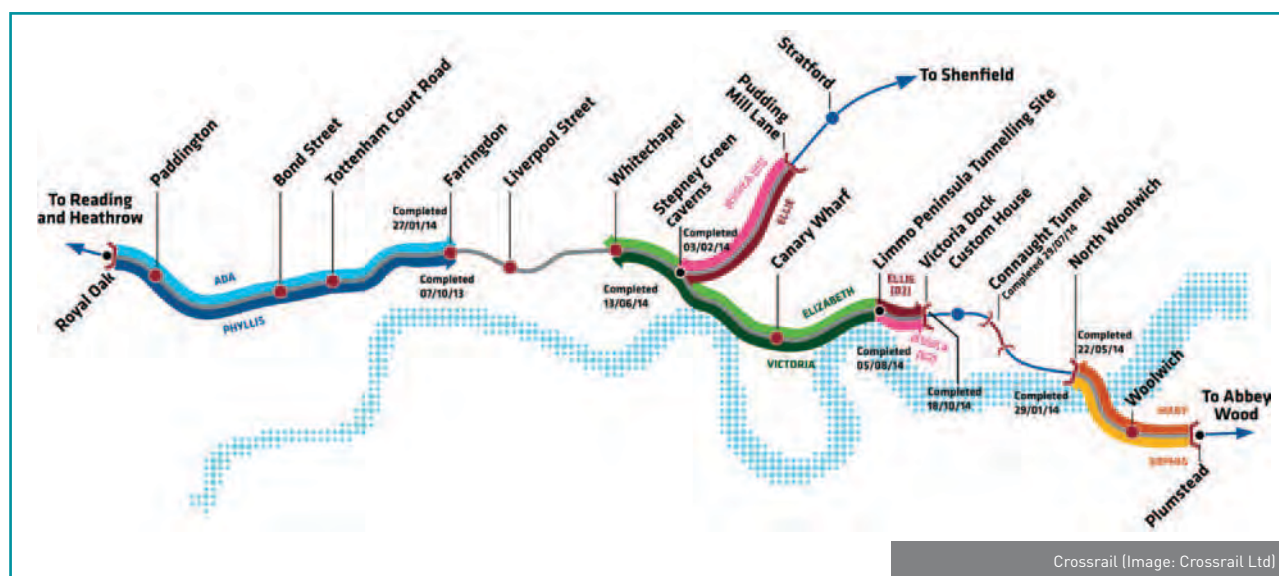 To Reading
and Heathrow
Royal Oak
Paddington
Bond Street
Tottenham Court Road
Farringdon
Liverpool Street
Whitechapel
Stepney Green
caverns
Pudding
Mill Lane
Stratford
To Shenfield
Canary Wharf
Limmo Peninsula Tunnelling Site
Victoria Dock
Custom House
Connaught Tunnel
Completed 29/07/14
North Woolwich
Woolwich
To Abbey
Wood
Plumstead
ADA
PHYLLIS
Completed
27/01/14
Completed
07/10/13
Completed
13/06/14
Completed
03/02/14
ELLIE
ELIZABETH
VICTORIA
ELLIE
Completed
05/08/14
Completed
18/10/14
Completed
29/01/14
Completed
22/05/14
Crossrail (Image: Crossrail Ltd)